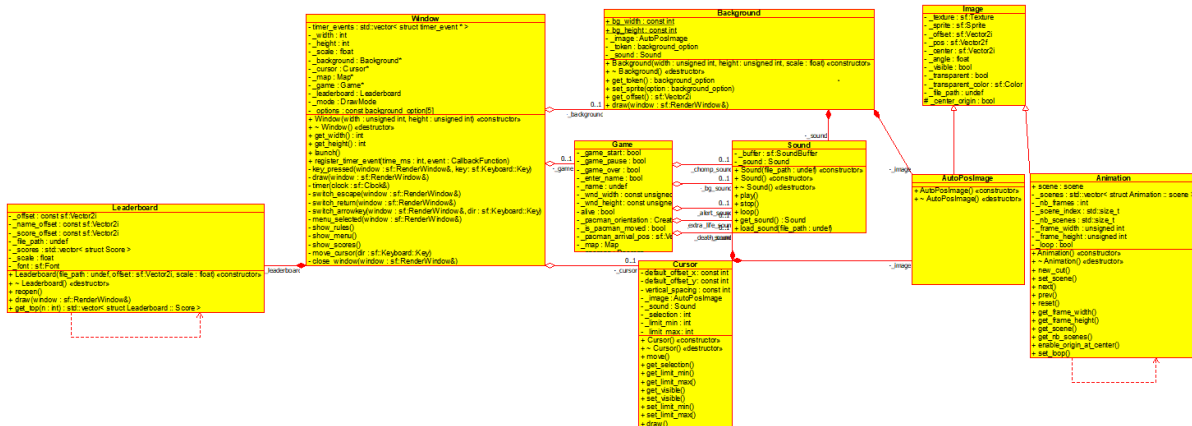 Window
- timer_events : std::vector< struct timer_event * >
- _width : int
- _height : int
- _scale : float
- _background : Background*
- _cursor : Cursor*
- _map : Map*
- _game : Game*
- _leaderboard : Leaderboard
- _mode : DrawMode
- _options : const background_option[5]
+ Window(width : unsigned int, height : unsigned int) «constructor»
+ ~ Window() «destructor»
+ get_width() : int
+ get_height() : int
+ launch()
+ register_timer_event(time_ms : int, event : CallbackFunction)
- key_pressed(window : sf::RenderWindow&, key : sf::Keyboard::Key)
- draw(window : sf::RenderWindow&)
- timer(clock : sf::Clock&)
- switch_escape(window : sf::RenderWindow&)
- switch_return(window : sf::RenderWindow&)
- switch_arrowkey(window : sf::RenderWindow&, dir : sf::Keyboard::Key)
- menu_selected(window : sf::RenderWindow&)
- show_rules()
- show_menu()
- show_scores()
- move_cursor(dir : sf::Keyboard::Key)
- close_window(window : sf::RenderWindow&)
Background
+ bg_width : const int
+ bg_height : const int
- _image : AutoPosImage
- _token : background_option
- _sound : Sound
+ Background(width : unsigned int, height : unsigned int, scale : float) «constructor»
+ ~ Background() «destructor»
+ get_token() : background_option
+ set_sprite(option : background_option)
+ get_offset() : sf::Vector2i
+ draw(window : sf::RenderWindow&)
Image
- _texture : sf::Texture
- _sprite : sf::Sprite
- _offset : sf::Vector2i
- _pos : sf::Vector2f
- _center : sf::Vector2i
- _angle : float
- _visible : bool
- _transparent : bool
- _transparent_color : sf::Color
- _file_path : undef
# _center_origin : bool
0..1
-_background
0..1
-_game
0..1
-_cursor
-_leaderboard
Game
- _game_start : bool
- _game_pause : bool
- _game_over : bool
- _enter_name : bool
- _name : undef
- _wnd_width : const unsigned
- _wnd_height : const unsigne
- alive : bool
- _pacman_orientation : Creat
- _is_pacman_moved : bool
- _pacman_arrival_pos : sf::Ve
- _map : Map
0..1
-_chomp_sound
0..1
-_bg_sound
0..1
0..1
-_extra_life_sound
0..1
-_sound
Sound
- _buffer : sf::SoundBuffer
- _sound : Sound
+ Sound(file_path : undef) «constructor»
+ Sound() «constructor»
+ ~ Sound() «destructor»
+ play()
+ stop()
+ loop()
+ get_sound() : Sound
+ load_sound(file_path : undef)
-_image
-_image
AutoPosImage
+ AutoPosImage() «constructor»
+ ~ AutoPosImage() «destructor»
Animation
- scene : scene
- _scenes : std::vector< struct Animation : scene >
- _nb_frames : int
- _scene_index : std::size_t
- _nb_scenes : std::size_t
- _frame_width : unsigned int
- _frame_height : unsigned int
- _loop : bool
+ Animation() «constructor»
+ ~ Animation() «destructor»
+ new_cut()
+ set_scene()
+ next()
+ prev()
+ reset()
+ get_frame_width()
+ get_frame_height()
+ get_scene()
+ get_nb_scenes()
+ enable_origin_at_center()
+ set_loop()
Leaderboard
- _offset : const sf::Vector2i
- _name_offset : const sf::Vector2i
- _score_offset : const sf::Vector2i
- _file_path : undef
- _scores : std::vector< struct Score >
- _scale : float
- _font : sf::Font
+ Leaderboard(file_path : undef, offset : sf::Vector2i, scale : float) «constructor»
+ ~ Leaderboard() «destructor»
+ reopen()
+ draw(window : sf::RenderWindow&)
+ get_top(n : int) : std::vector< struct Leaderboard :: Score >
Cursor
- default_offset_x : const int
- default_offset_y : const int
- vertical_spacing : const int
- _image : AutoPosImage
- _sound : Sound
- _selection : int
- _limit_min : int
- _limit_max : int
+ Cursor() «constructor»
+ ~ Cursor() «destructor»
+ move()
+ get_selection()
+ get_limit_min()
+ get_limit_max()
+ get_visible()
+ set_visible()
+ set_limit_min()
+ set_limit_max()
+ draw()